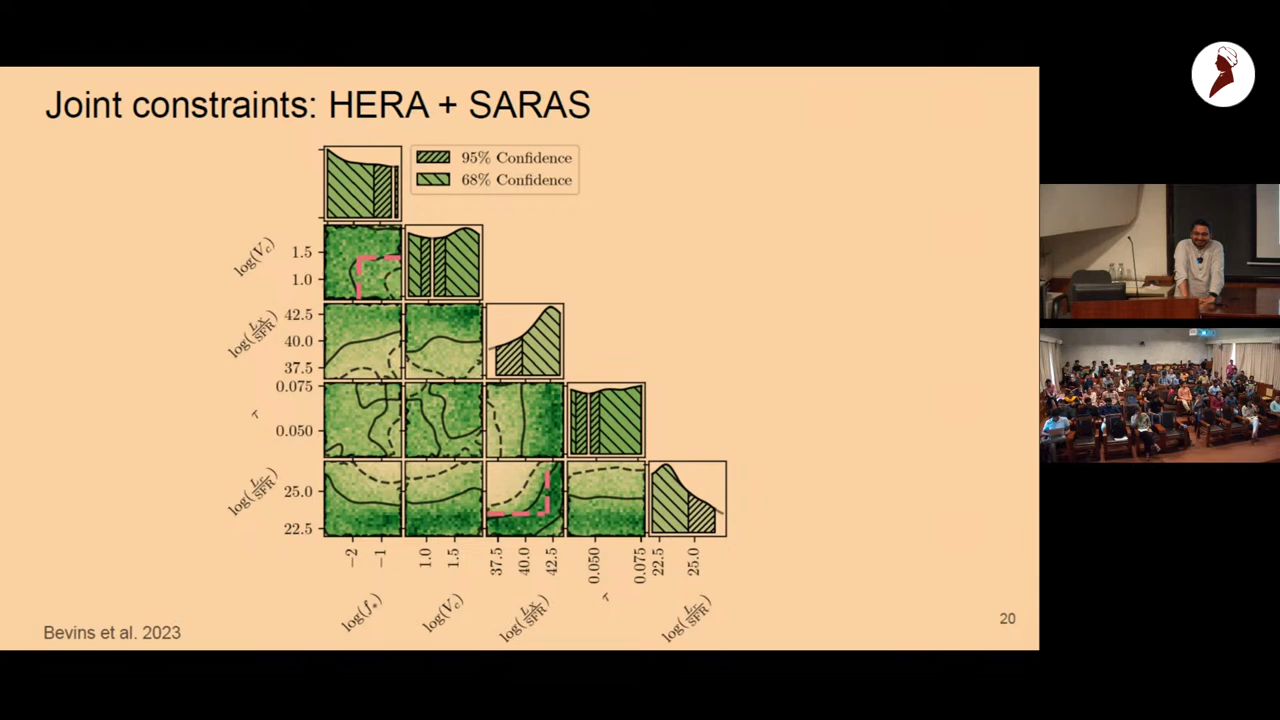 Joint constraints: HERA + SARAS
95% Confidence
68% Confidence
log(V_c)
1.5
1.0
log(L_X/SFR)
42.5
40.0
37.5
τ
0.075
0.050
log(L_r/SFR)
25.0
22.5
−2
−1
1.0
1.5
37.5
40.0
42.5
0.050
0.075
22.5
25.0
log(f_*)
log(V_c)
log(L_X/SFR)
τ
log(L_r/SFR)
Bevins et al. 2023
20